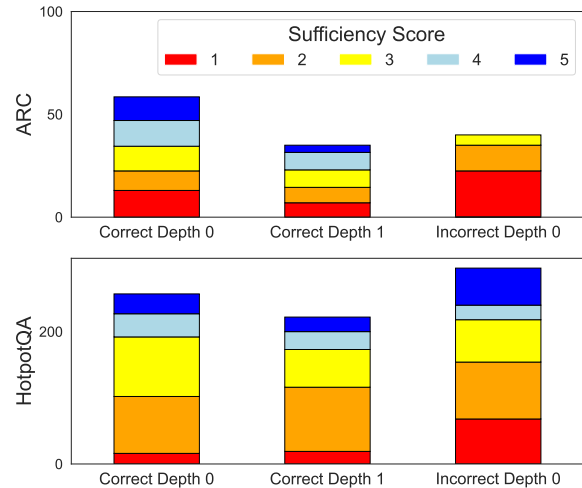 100
Sufficiency Score
1 2 3 4 5
ARC
50
0
Correct Depth 0 Correct Depth 1 Incorrect Depth 0
HotpotQA
200
0
Correct Depth 0 Correct Depth 1 Incorrect Depth 0